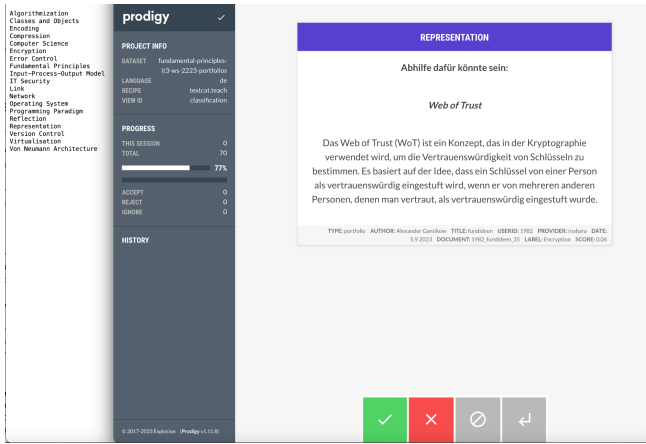 Algorithmization
Classes and Objects
Encoding
Compression
Computer Science
Encryption
Error Control
Fundamental Principles
Input-Process-Output Model
IT Security
Link
Network
Operating System
Programming Paradigm
Reflection
Representation
Version Control
Virtualisation
Von Neumann Architecture
prodigy
PROJECT INFO
DATASET fundamental-principles-
it3-ws-2223-portfolios
LANGUAGE de
RECIPE textcat.teach
VIEW ID classification
PROGRESS
THIS SESSION 0
TOTAL 70
77%
ACCEPT 0
REJECT 0
IGNORE 0
HISTORY
© 2017-2023 Explosion (Prodigy v1.11.8)
REPRESENTATION
Abhilfe dafür könnte sein:
Web of Trust
Das Web of Trust (WoT) ist ein Konzept, das in der Kryptographie
verwendet wird, um die Vertrauenswürdigkeit von Schlüsseln zu
bestimmen. Es basiert auf der Idee, dass ein Schlüssel von einer Person
als vertrauenswürdig eingestuft wird, wenn er von mehreren anderen
Personen, denen man vertraut, als vertrauenswürdig eingestuft wurde.
TYPE: portfolio AUTHOR: Alexander Gantikow TITLE: fundideen USERID: 1982 PROVIDER: mahara DATE:
5.9.2023 DOCUMENT: 1982_fundideen_35 LABEL: Encryption SCORE: 0.06